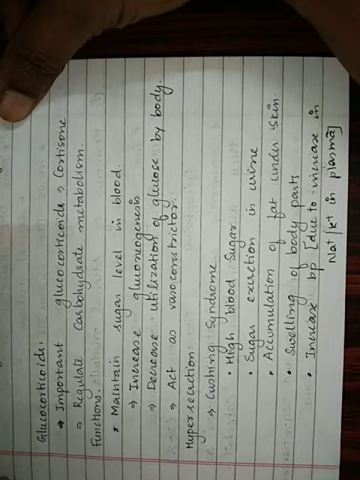 Glucocorticoids:
→ Important glucocorticoids → Cortisone
⇒ Regulate Carbohydrate metabolism.
Functions.
* Maintain sugar level in blood.
⇒ Increase gluconeogenesis
⇒ Decrease utilization of glucose by body.
⇒ Act as vasoconstrictor.
Hypersecretion:
→ Cushing Syndrome
• High blood Sugar
• Sugar excretion in urine
• Accumulation of fat under skin.
• Swelling of body parts
• Increase bp [due to increase in
Na+/K+ in plasma]